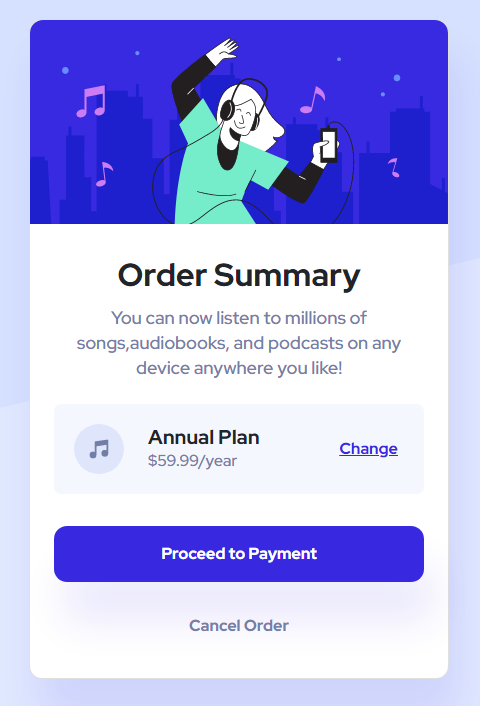 Order Summary
You can now listen to millions of
songs,audiobooks, and podcasts on any
device anywhere you like!
Annual Plan
$59.99/year
Change
Proceed to Payment
Cancel Order